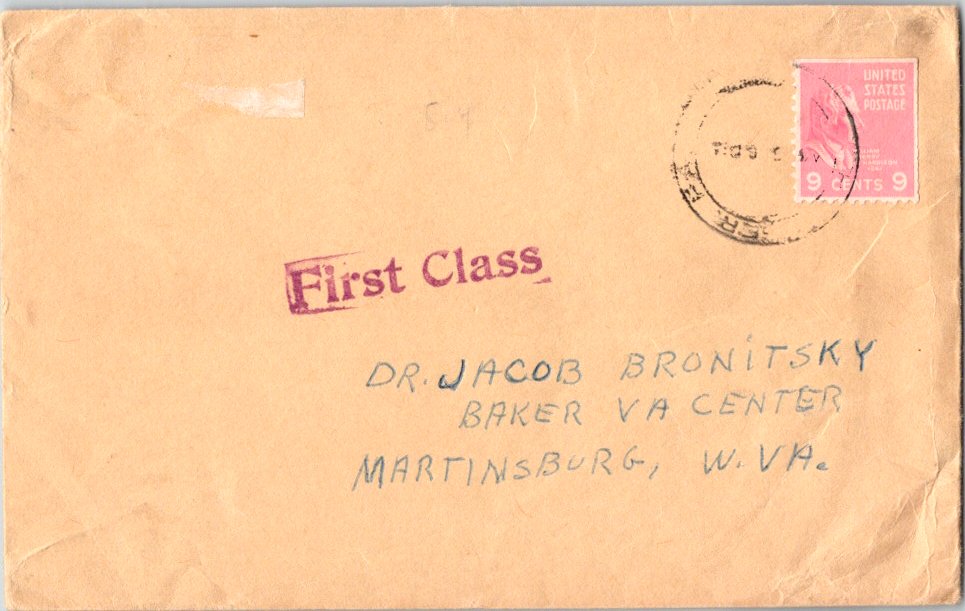 UNITED
STATES
POSTAGE
9 CENTS 9
First Class
DR. JACOB BRONITSKY
BAKER VA CENTER
MARTINSBURG, W. VA.